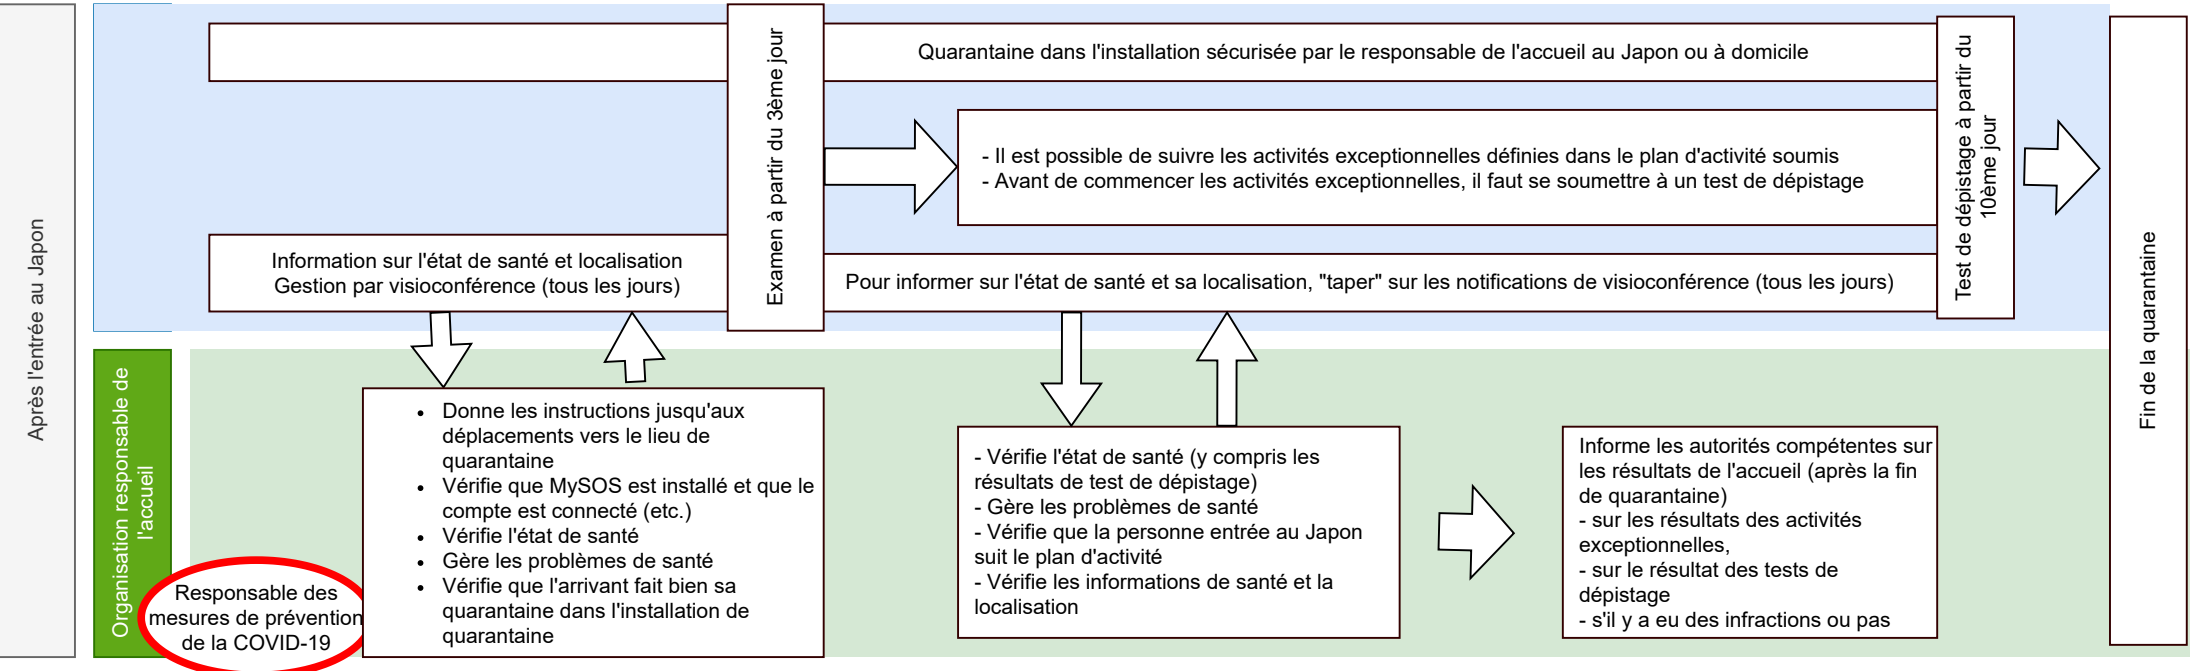 Après l'entrée au Japon
Quarantaine dans l'installation sécurisée par le responsable de l'accueil au Japon ou à domicile
Examen à partir du 3ème jour
- Il est possible de suivre les activités exceptionnelles définies dans le plan d'activité soumis
- Avant de commencer les activités exceptionnelles, il faut se soumettre à un test de dépistage
Information sur l'état de santé et localisation
Gestion par visioconférence (tous les jours)
Pour informer sur l'état de santé et sa localisation, "taper" sur les notifications de visioconférence (tous les jours)
Test de dépistage à partir du
10ème jour
Fin de la quarantaine
Organisation responsable de
l'accueil
Responsable des
mesures de prévention
de la COVID-19
• Donne les instructions jusqu'aux
déplacements vers le lieu de
quarantaine
• Vérifie que MySOS est installé et que le
compte est connecté (etc.)
• Vérifie l'état de santé
• Gère les problèmes de santé
• Vérifie que l'arrivant fait bien sa
quarantaine dans l'installation de
quarantaine
- Vérifie l'état de santé (y compris les
résultats de test de dépistage)
- Gère les problèmes de santé
- Vérifie que la personne entrée au Japon
suit le plan d'activité
- Vérifie les informations de santé et la
localisation
Informe les autorités compétentes sur
les résultats de l'accueil (après la fin
de quarantaine)
- sur les résultats des activités
exceptionnelles,
- sur le résultat des tests de
dépistage
- s'il y a eu des infractions ou pas